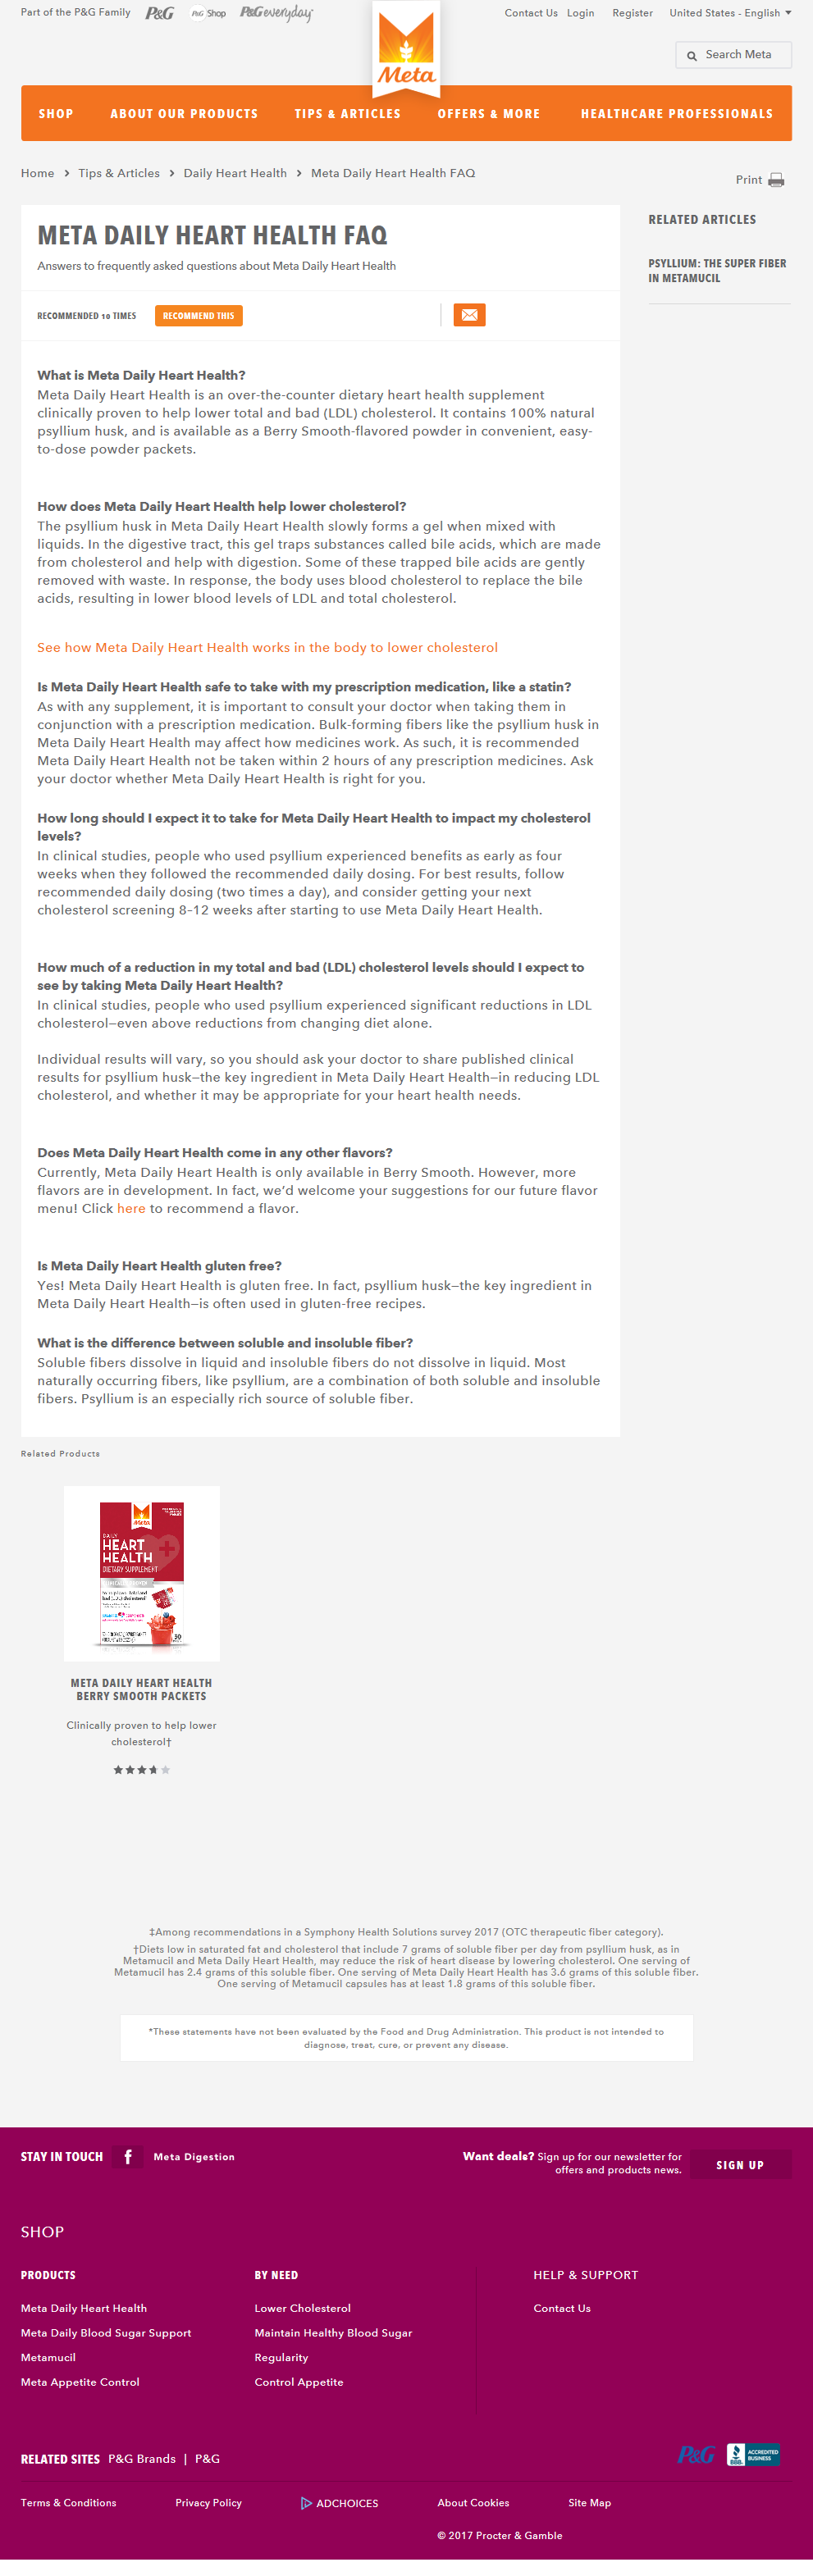 Part of the P&G Family P&G P&G Shop P&G everyday
Contact Us Login Register United States - English
Meta
Search Meta
SHOP ABOUT OUR PRODUCTS TIPS & ARTICLES OFFERS & MORE HEALTHCARE PROFESSIONALS
Home > Tips & Articles > Daily Heart Health > Meta Daily Heart Health FAQ
Print
META DAILY HEART HEALTH FAQ
Answers to frequently asked questions about Meta Daily Heart Health
RECOMMENDED 10 TIMES RECOMMEND THIS
RELATED ARTICLES
PSYLLIUM: THE SUPER FIBER
IN METAMUCIL
What is Meta Daily Heart Health?
Meta Daily Heart Health is an over-the-counter dietary heart health supplement
clinically proven to help lower total and bad (LDL) cholesterol. It contains 100% natural
psyllium husk, and is available as a Berry Smooth-flavored powder in convenient, easy-
to-dose powder packets.
How does Meta Daily Heart Health help lower cholesterol?
The psyllium husk in Meta Daily Heart Health slowly forms a gel when mixed with
liquids. In the digestive tract, this gel traps substances called bile acids, which are made
from cholesterol and help with digestion. Some of these trapped bile acids are gently
removed with waste. In response, the body uses blood cholesterol to replace the bile
acids, resulting in lower blood levels of LDL and total cholesterol.
See how Meta Daily Heart Health works in the body to lower cholesterol
Is Meta Daily Heart Health safe to take with my prescription medication, like a statin?
As with any supplement, it is important to consult your doctor when taking them in
conjunction with a prescription medication. Bulk-forming fibers like the psyllium husk in
Meta Daily Heart Health may affect how medicines work. As such, it is recommended
Meta Daily Heart Health not be taken within 2 hours of any prescription medicines. Ask
your doctor whether Meta Daily Heart Health is right for you.
How long should I expect it to take for Meta Daily Heart Health to impact my cholesterol
levels?
In clinical studies, people who used psyllium experienced benefits as early as four
weeks when they followed the recommended daily dosing. For best results, follow
recommended daily dosing (two times a day), and consider getting your next
cholesterol screening 8–12 weeks after starting to use Meta Daily Heart Health.
How much of a reduction in my total and bad (LDL) cholesterol levels should I expect to
see by taking Meta Daily Heart Health?
In clinical studies, people who used psyllium experienced significant reductions in LDL
cholesterol—even above reductions from changing diet alone.
Individual results will vary, so you should ask your doctor to share published clinical
results for psyllium husk—the key ingredient in Meta Daily Heart Health—in reducing LDL
cholesterol, and whether it may be appropriate for your heart health needs.
Does Meta Daily Heart Health come in any other flavors?
Currently, Meta Daily Heart Health is only available in Berry Smooth. However, more
flavors are in development. In fact, we’d welcome your suggestions for our future flavor
menu! Click here to recommend a flavor.
Is Meta Daily Heart Health gluten free?
Yes! Meta Daily Heart Health is gluten free. In fact, psyllium husk—the key ingredient in
Meta Daily Heart Health—is often used in gluten-free recipes.
What is the difference between soluble and insoluble fiber?
Soluble fibers dissolve in liquid and insoluble fibers do not dissolve in liquid. Most
naturally occurring fibers, like psyllium, are a combination of both soluble and insoluble
fibers. Psyllium is an especially rich source of soluble fiber.
Related Products
Meta
DAILY
HEART
HEALTH
DIETARY SUPPLEMENT
META DAILY HEART HEALTH
BERRY SMOOTH PACKETS
Clinically proven to help lower
cholesterol†
‡Among recommendations in a Symphony Health Solutions survey 2017 (OTC therapeutic fiber category).
†Diets low in saturated fat and cholesterol that include 7 grams of soluble fiber per day from psyllium husk, as in
Metamucil and Meta Daily Heart Health, may reduce the risk of heart disease by lowering cholesterol. One serving of
Metamucil has 2.4 grams of this soluble fiber. One serving of Meta Daily Heart Health has 3.6 grams of this soluble fiber.
One serving of Metamucil capsules has at least 1.8 grams of this soluble fiber.
*These statements have not been evaluated by the Food and Drug Administration. This product is not intended to
diagnose, treat, cure, or prevent any disease.
STAY IN TOUCH f Meta Digestion
Want deals? Sign up for our newsletter for
offers and products news.
SIGN UP
SHOP
PRODUCTS BY NEED HELP & SUPPORT
Meta Daily Heart Health Lower Cholesterol Contact Us
Meta Daily Blood Sugar Support Maintain Healthy Blood Sugar
Metamucil Regularity
Meta Appetite Control Control Appetite
RELATED SITES P&G Brands | P&G
P&G BBB ACCREDITED
BUSINESS
Terms & Conditions Privacy Policy ADCHOICES About Cookies Site Map
© 2017 Procter & Gamble